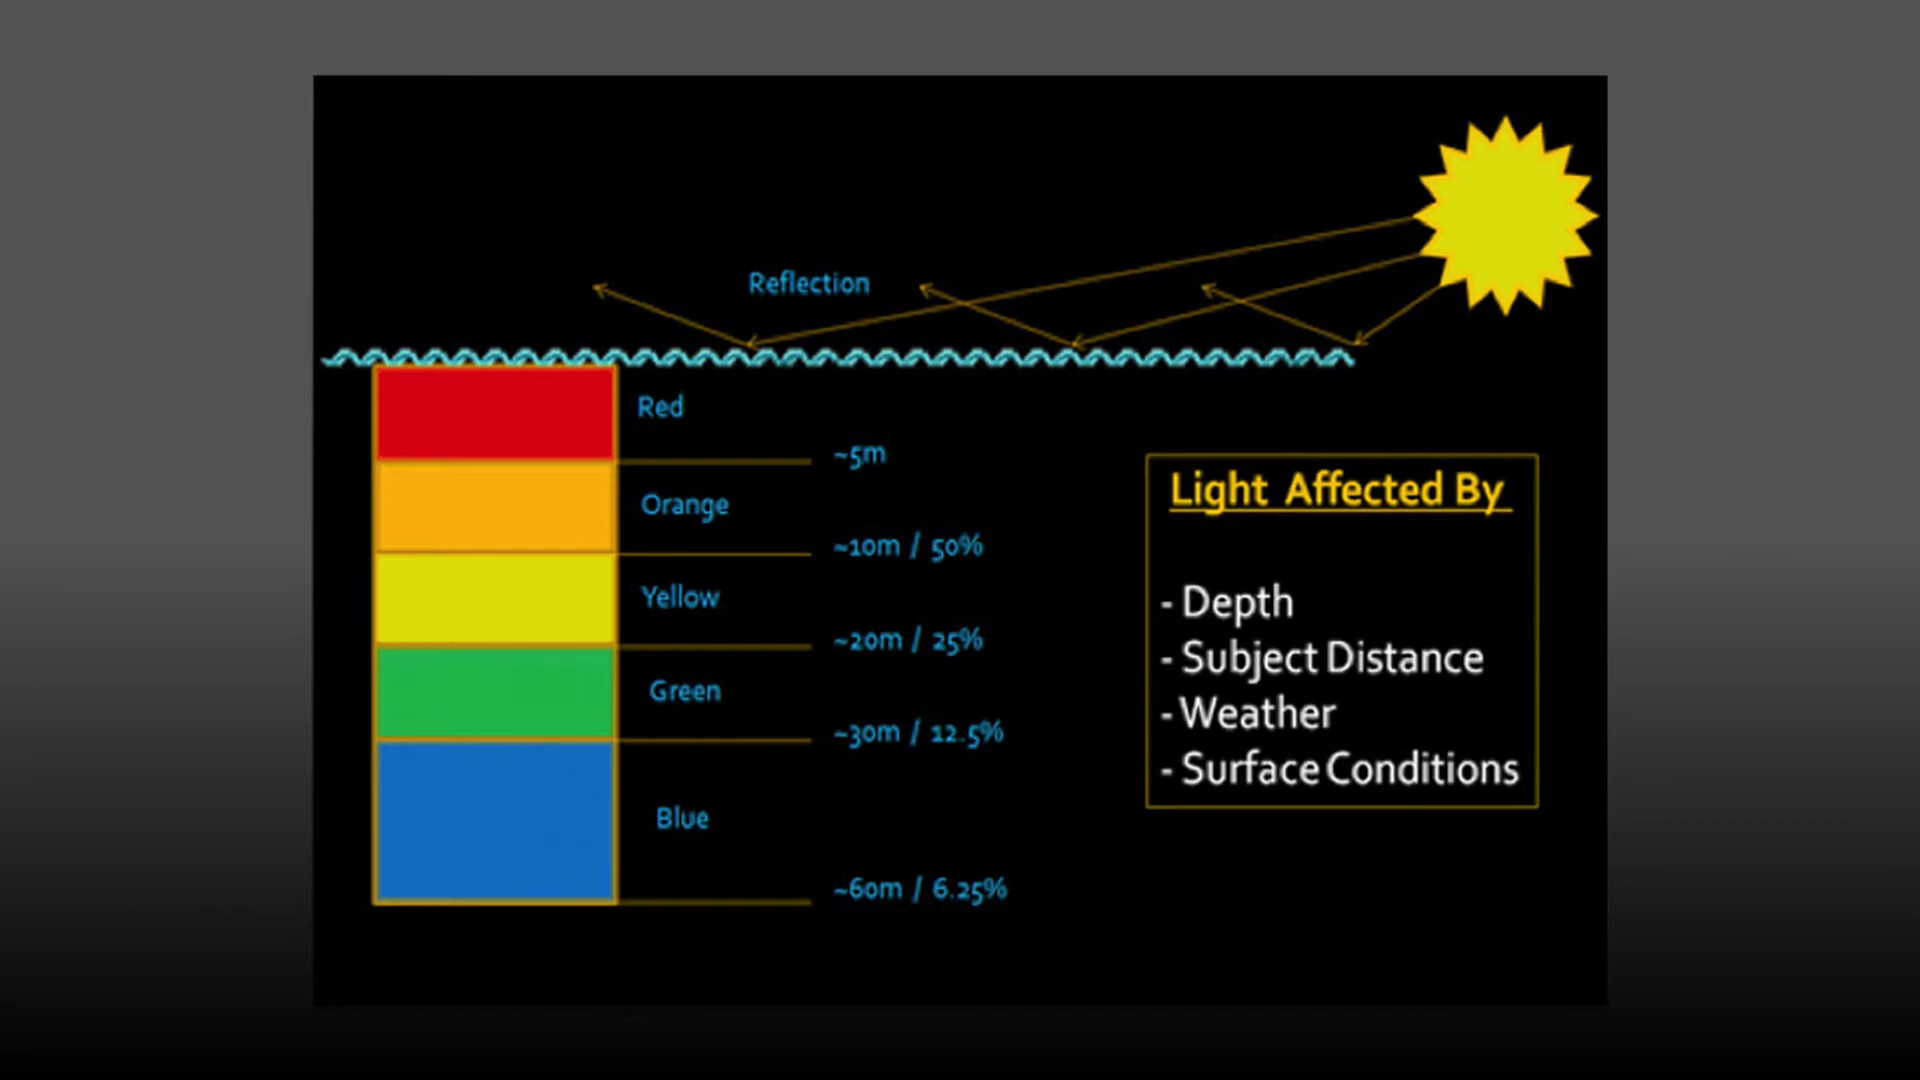 Reflection
Red
~5m
Orange
~10m / 50%
Yellow
~20m / 25%
Green
~30m / 12.5%
Blue
~60m / 6.25%
Light Affected By
- Depth
- Subject Distance
- Weather
- Surface Conditions